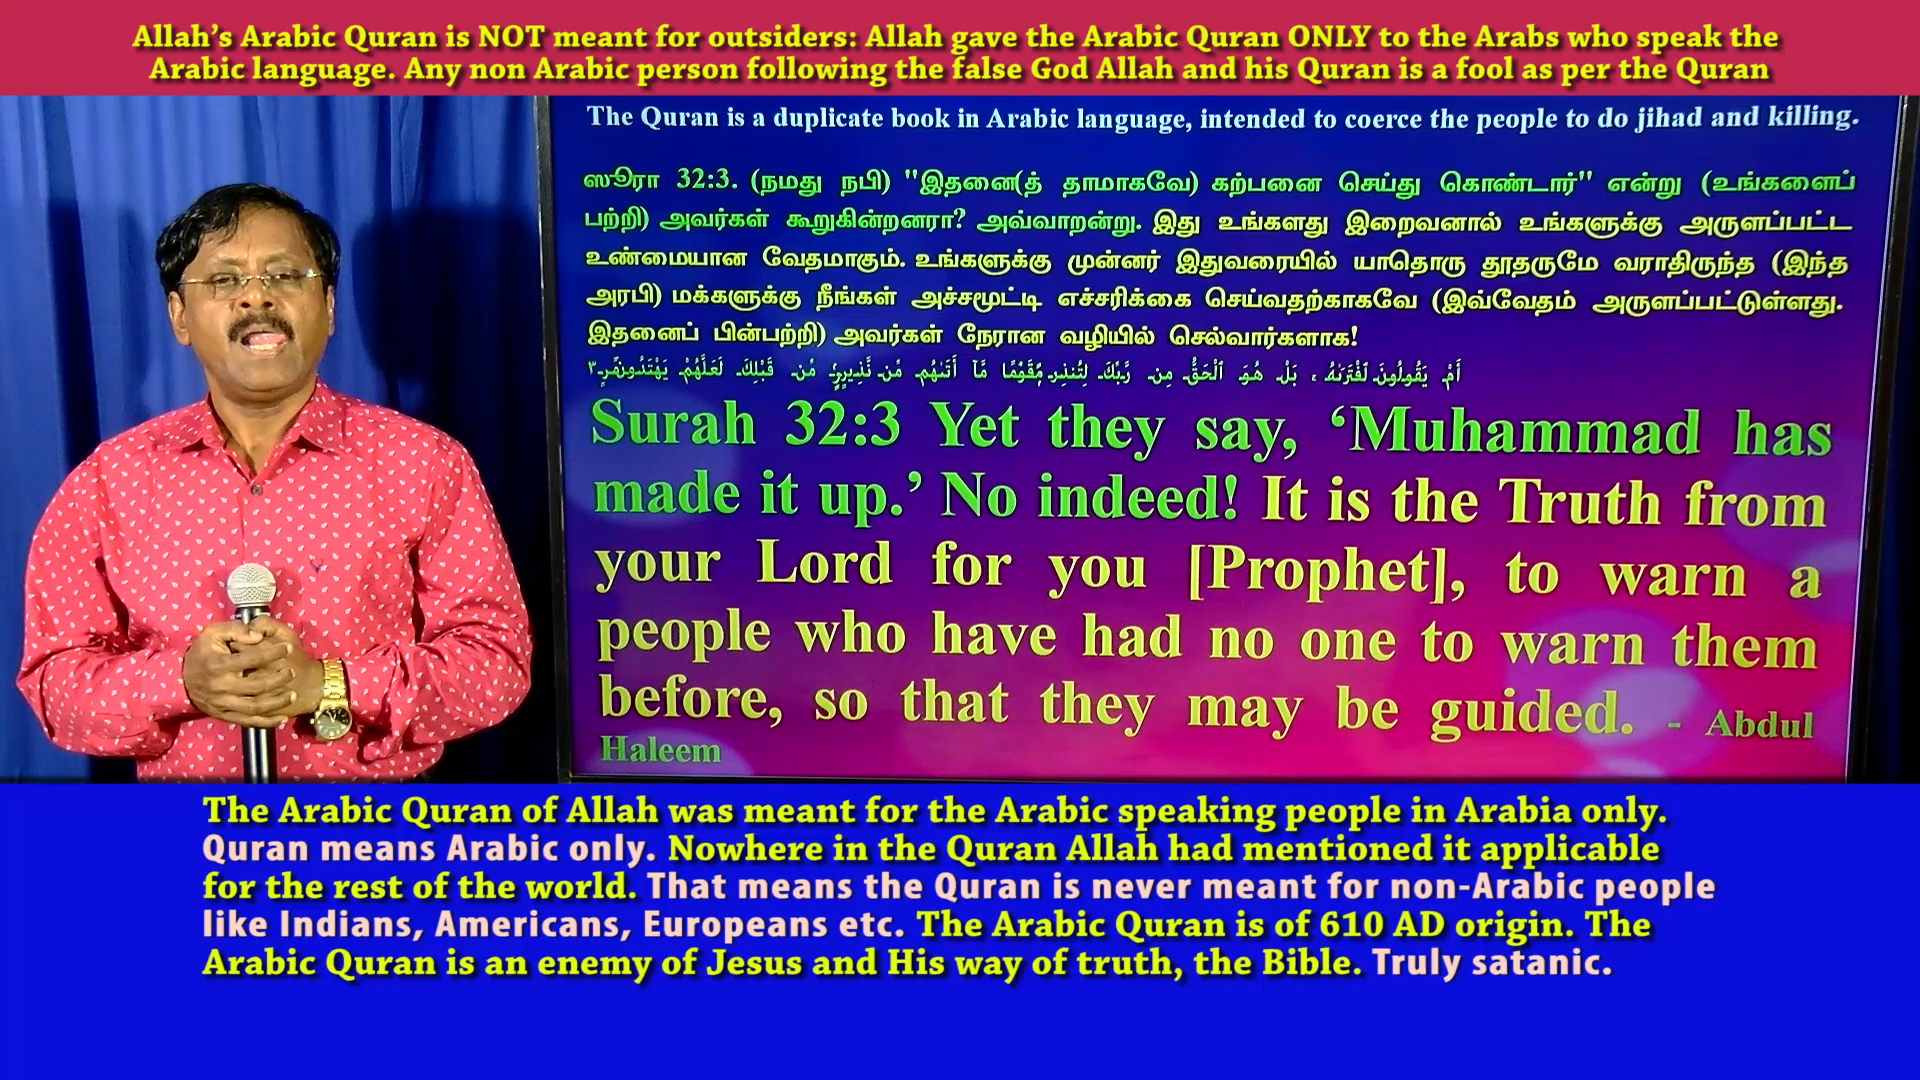 Allah’s Arabic Quran is NOT meant for outsiders: Allah gave the Arabic Quran ONLY to the Arabs who speak the
Arabic language. Any non Arabic person following the false God Allah and his Quran is a fool as per the Quran
The Quran is a duplicate book in Arabic language, intended to coerce the people to do jihad and killing.
ஸூரா 32:3. (நமது நபி) "இதனை(த் தாமாகவே) கற்பனை செய்து கொண்டார்" என்று (உங்களைப்
பற்றி) அவர்கள் கூறுகின்றனரா? அவ்வாறன்று. இது உங்களது இறைவனால் உங்களுக்கு அருளப்பட்ட
உண்மையான வேதமாகும். உங்களுக்கு முன்னர் இதுவரையில் யாதொரு தூதருமே வராதிருந்த (இந்த
அரபி) மக்களுக்கு நீங்கள் அச்சமூட்டி எச்சரிக்கை செய்வதற்காகவே (இவ்வேதம் அருளப்பட்டுள்ளது.
இதனைப் பின்பற்றி) அவர்கள் நேரான வழியில் செல்வார்களாக!
أَمْ يَقُولُونَ ٱفْتَرَىٰهُ ۚ بَلْ هُوَ ٱلْحَقُّ مِن رَّبِّكَ لِتُنذِرَ قَوْمًا مَّآ أَتَىٰهُم مِّن نَّذِيرٍ مِّن قَبْلِكَ لَعَلَّهُمْ يَهْتَدُونَ ٣
Surah 32:3 Yet they say, ‘Muhammad has
made it up.’ No indeed! It is the Truth from
your Lord for you [Prophet], to warn a
people who have had no one to warn them
before, so that they may be guided. - Abdul
Haleem
The Arabic Quran of Allah was meant for the Arabic speaking people in Arabia only.
Quran means Arabic only. Nowhere in the Quran Allah had mentioned it applicable
for the rest of the world. That means the Quran is never meant for non-Arabic people
like Indians, Americans, Europeans etc. The Arabic Quran is of 610 AD origin. The
Arabic Quran is an enemy of Jesus and His way of truth, the Bible. Truly satanic.